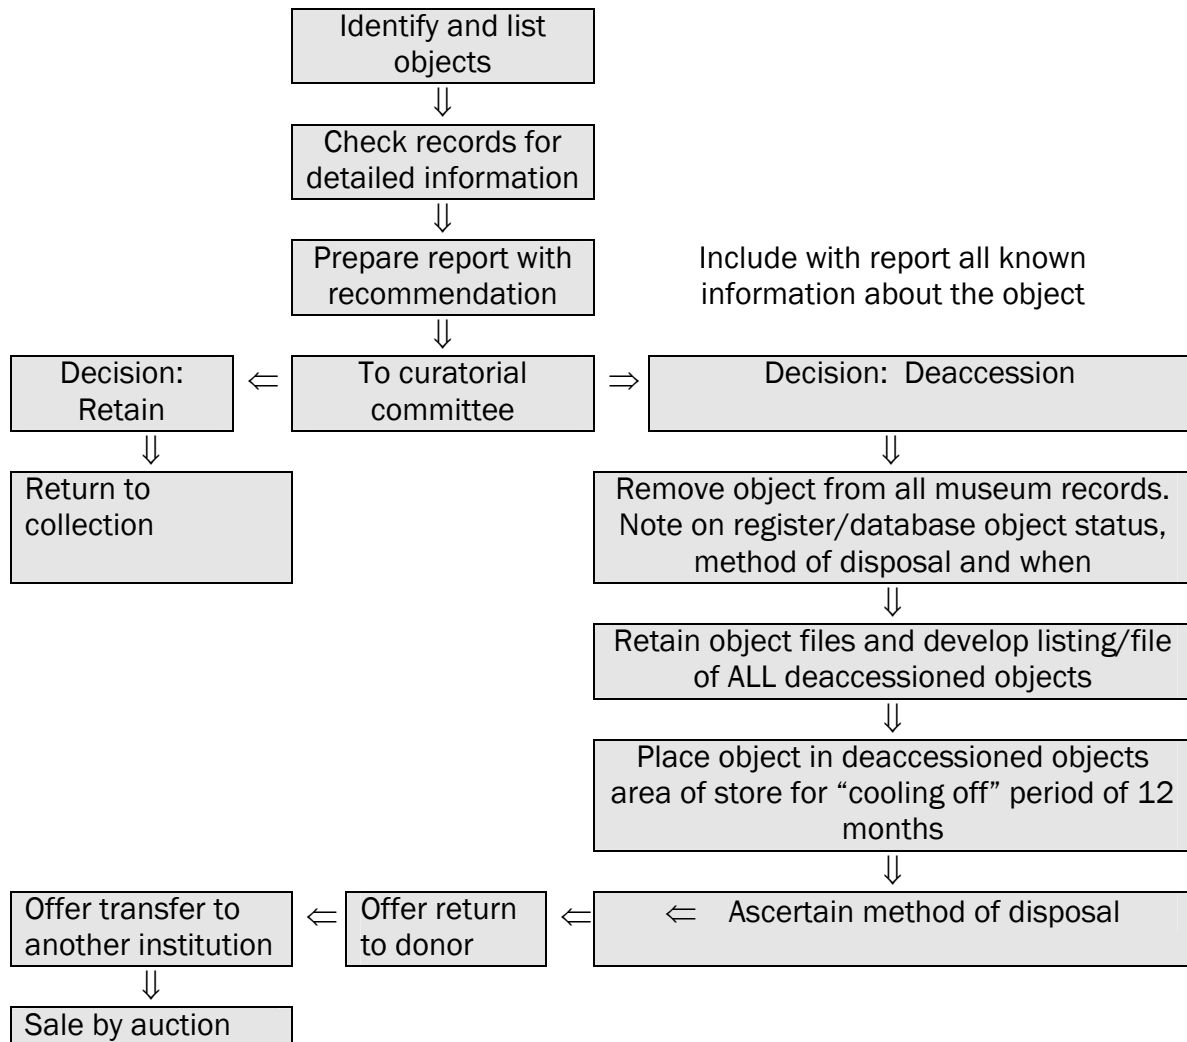 Identify and list
objects
⇓
Check records for
detailed information
⇓
Prepare report with
recommendation
Include with report all known
information about the object
⇓
Decision:
Retain
⇐
To curatorial
committee
⇒
Decision:  Deaccession
⇓
⇓
Return to
collection
Remove object from all museum records.
Note on register/database object status,
method of disposal and when
⇓
Retain object files and develop listing/file
of ALL deaccessioned objects
⇓
Place object in deaccessioned objects
area of store for “cooling off” period of 12
months
⇓
Offer transfer to
another institution
⇐
Offer return
to donor
⇐
⇐ Ascertain method of disposal
⇓
Sale by auction